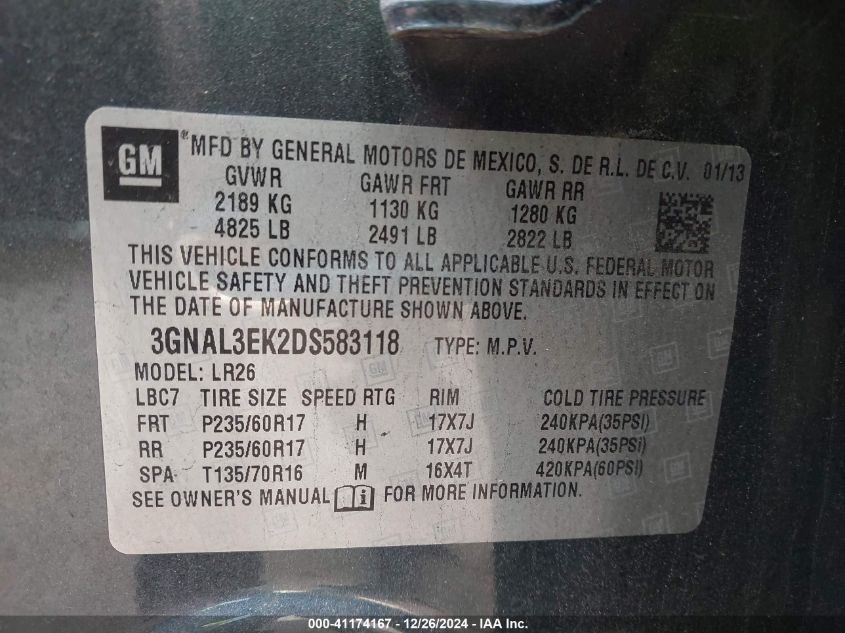 GM
® MFD BY GENERAL MOTORS DE MEXICO, S. DE R.L. DE C.V. 01/13
GVWR GAWR FRT GAWR RR
2189 KG 1130 KG 1280 KG
4825 LB 2491 LB 2822 LB
THIS VEHICLE CONFORMS TO ALL APPLICABLE U.S. FEDERAL MOTOR
VEHICLE SAFETY AND THEFT PREVENTION STANDARDS IN EFFECT ON
THE DATE OF MANUFACTURE SHOWN ABOVE.
3GNAL3EK2DS583118 TYPE: M.P.V.
MODEL: LR26
LBC7 TIRE SIZE SPEED RTG RIM COLD TIRE PRESSURE
FRT P235/60R17 H 17X7J 240KPA(35PSI)
RR P235/60R17 H 17X7J 240KPA(35PSI)
SPA T135/70R16 M 16X4T 420KPA(60PSI)
SEE OWNER'S MANUAL FOR MORE INFORMATION.
000-41174167 - 12/26/2024 - IAA Inc.